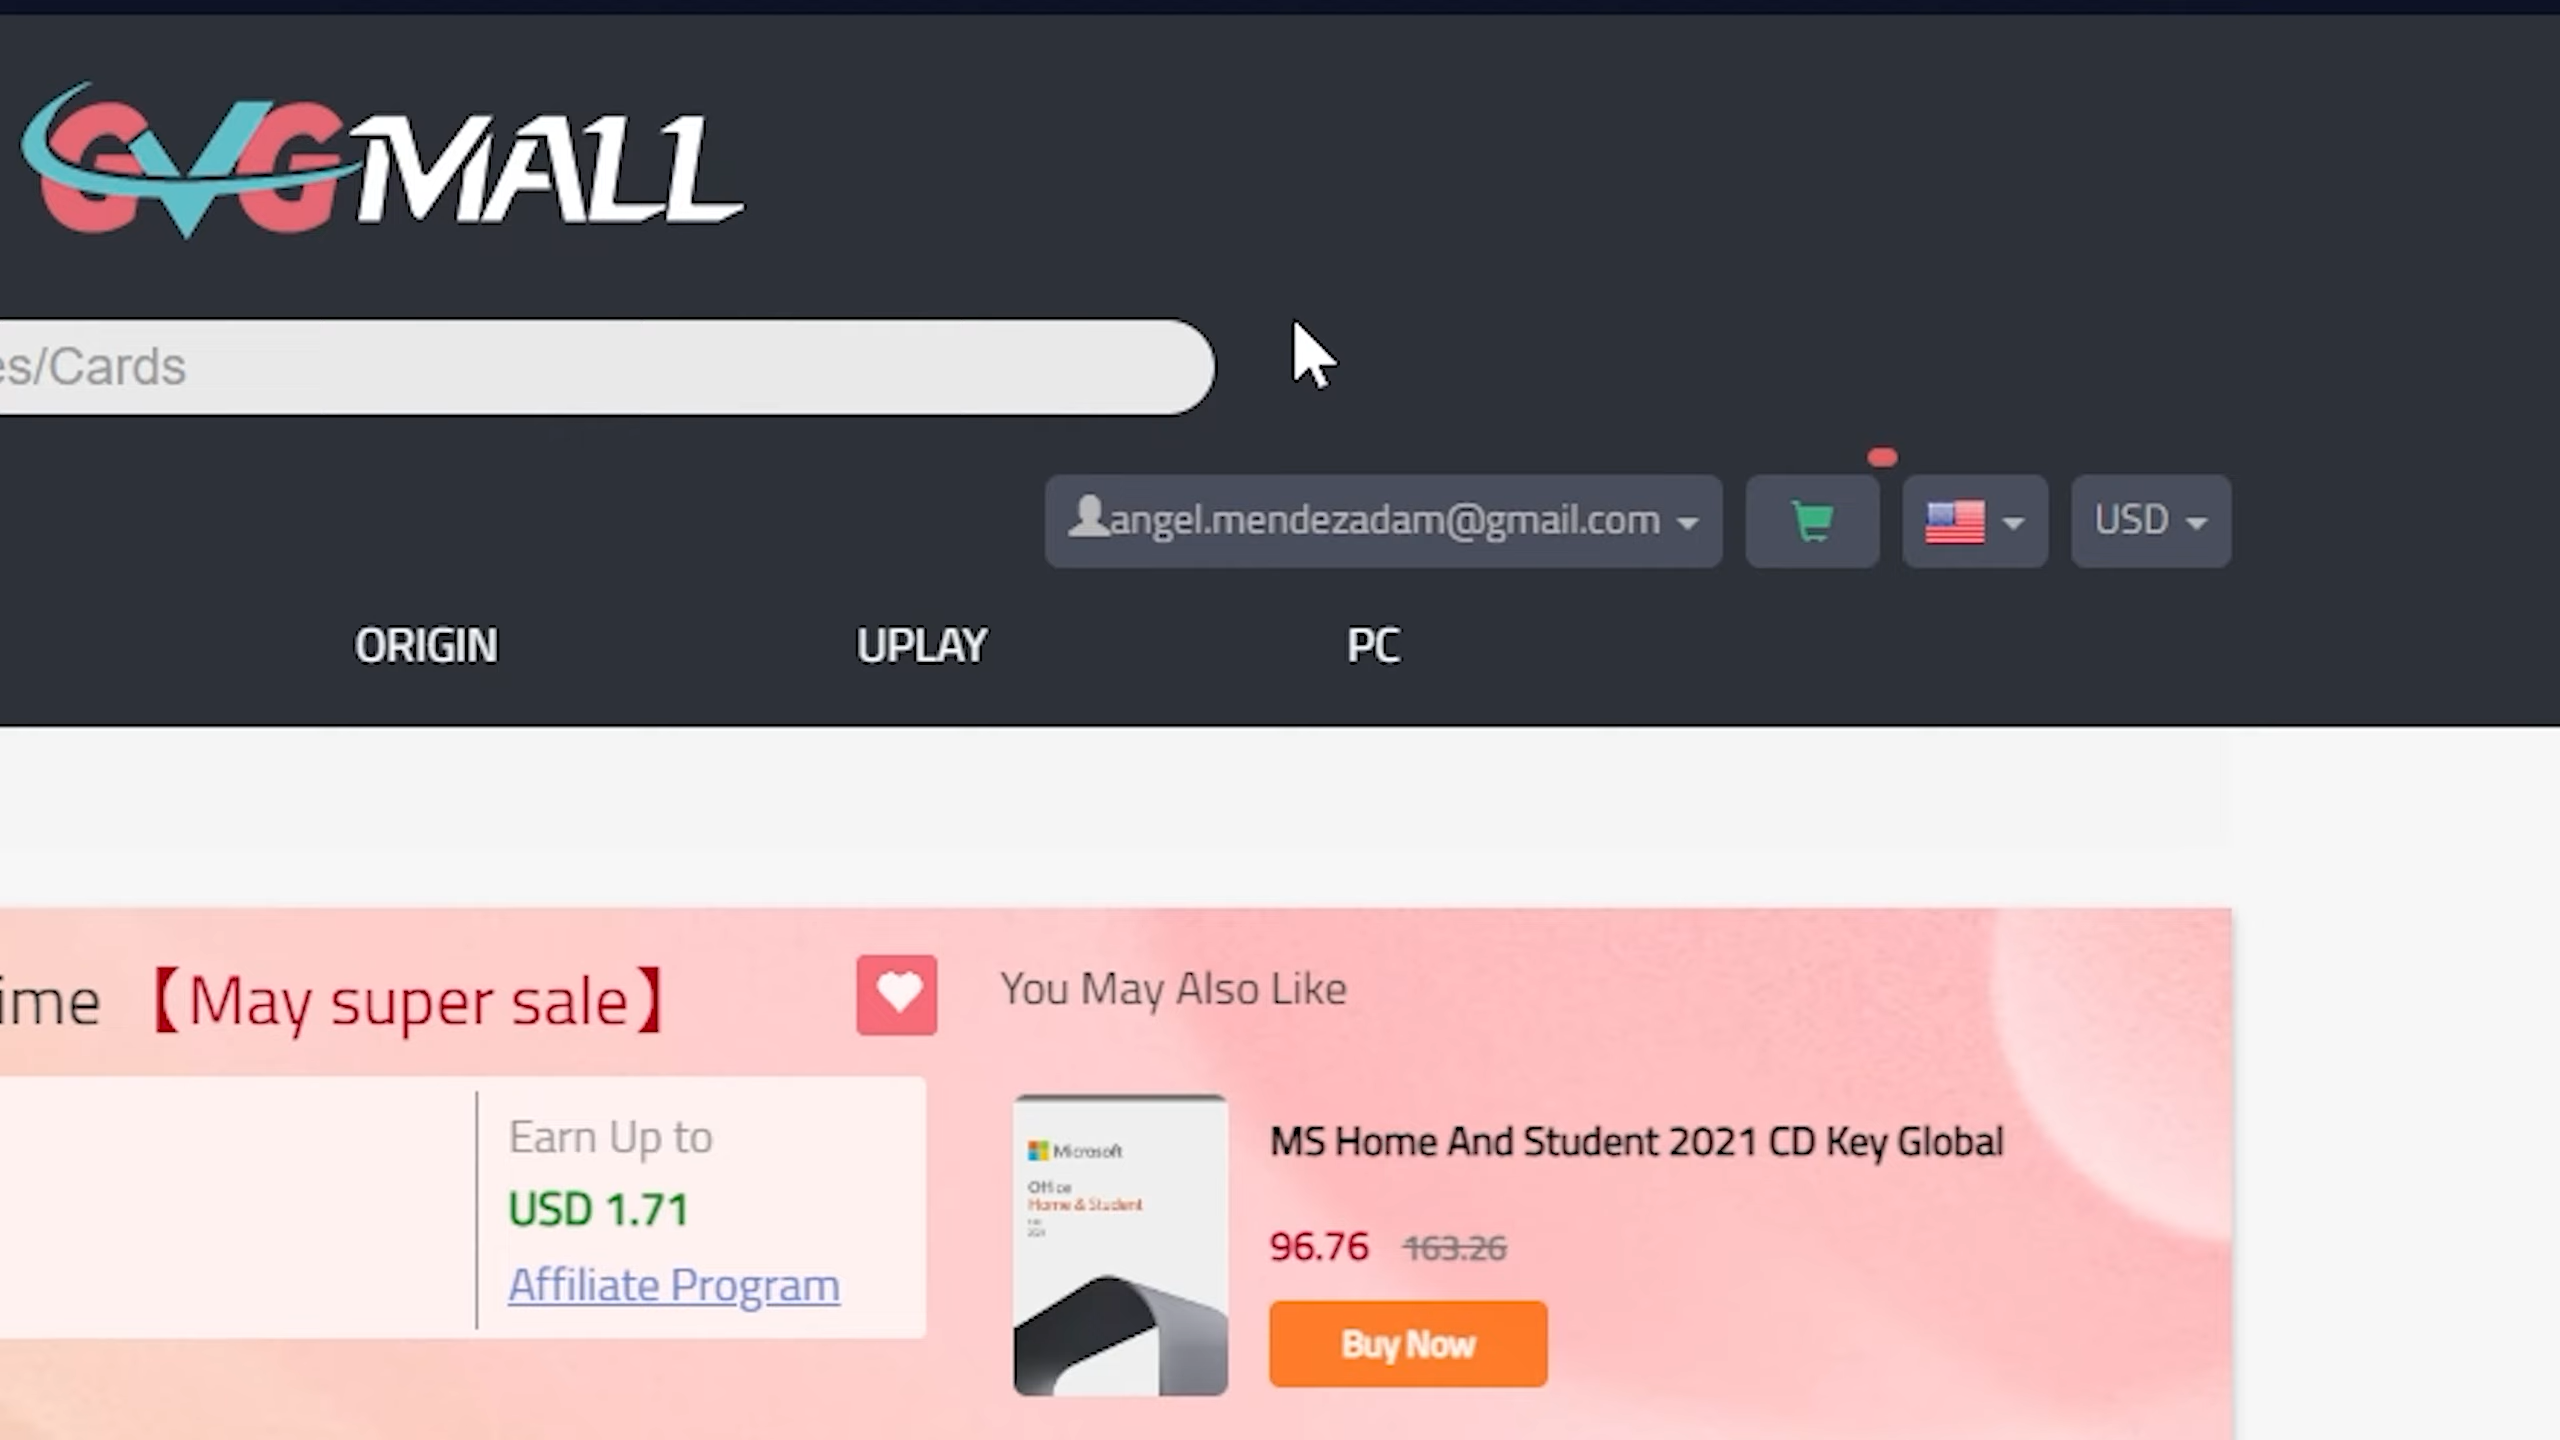 GVGMALL
es/Cards
angel.mendezadam@gmail.com
USD
ORIGIN
UPLAY
PC
ime 【May super sale】
You May Also Like
Earn Up to
USD 1.71
Affiliate Program
Microsoft
Office
Home & Student
2021
MS Home And Student 2021 CD Key Global
96.76 163.26
Buy Now